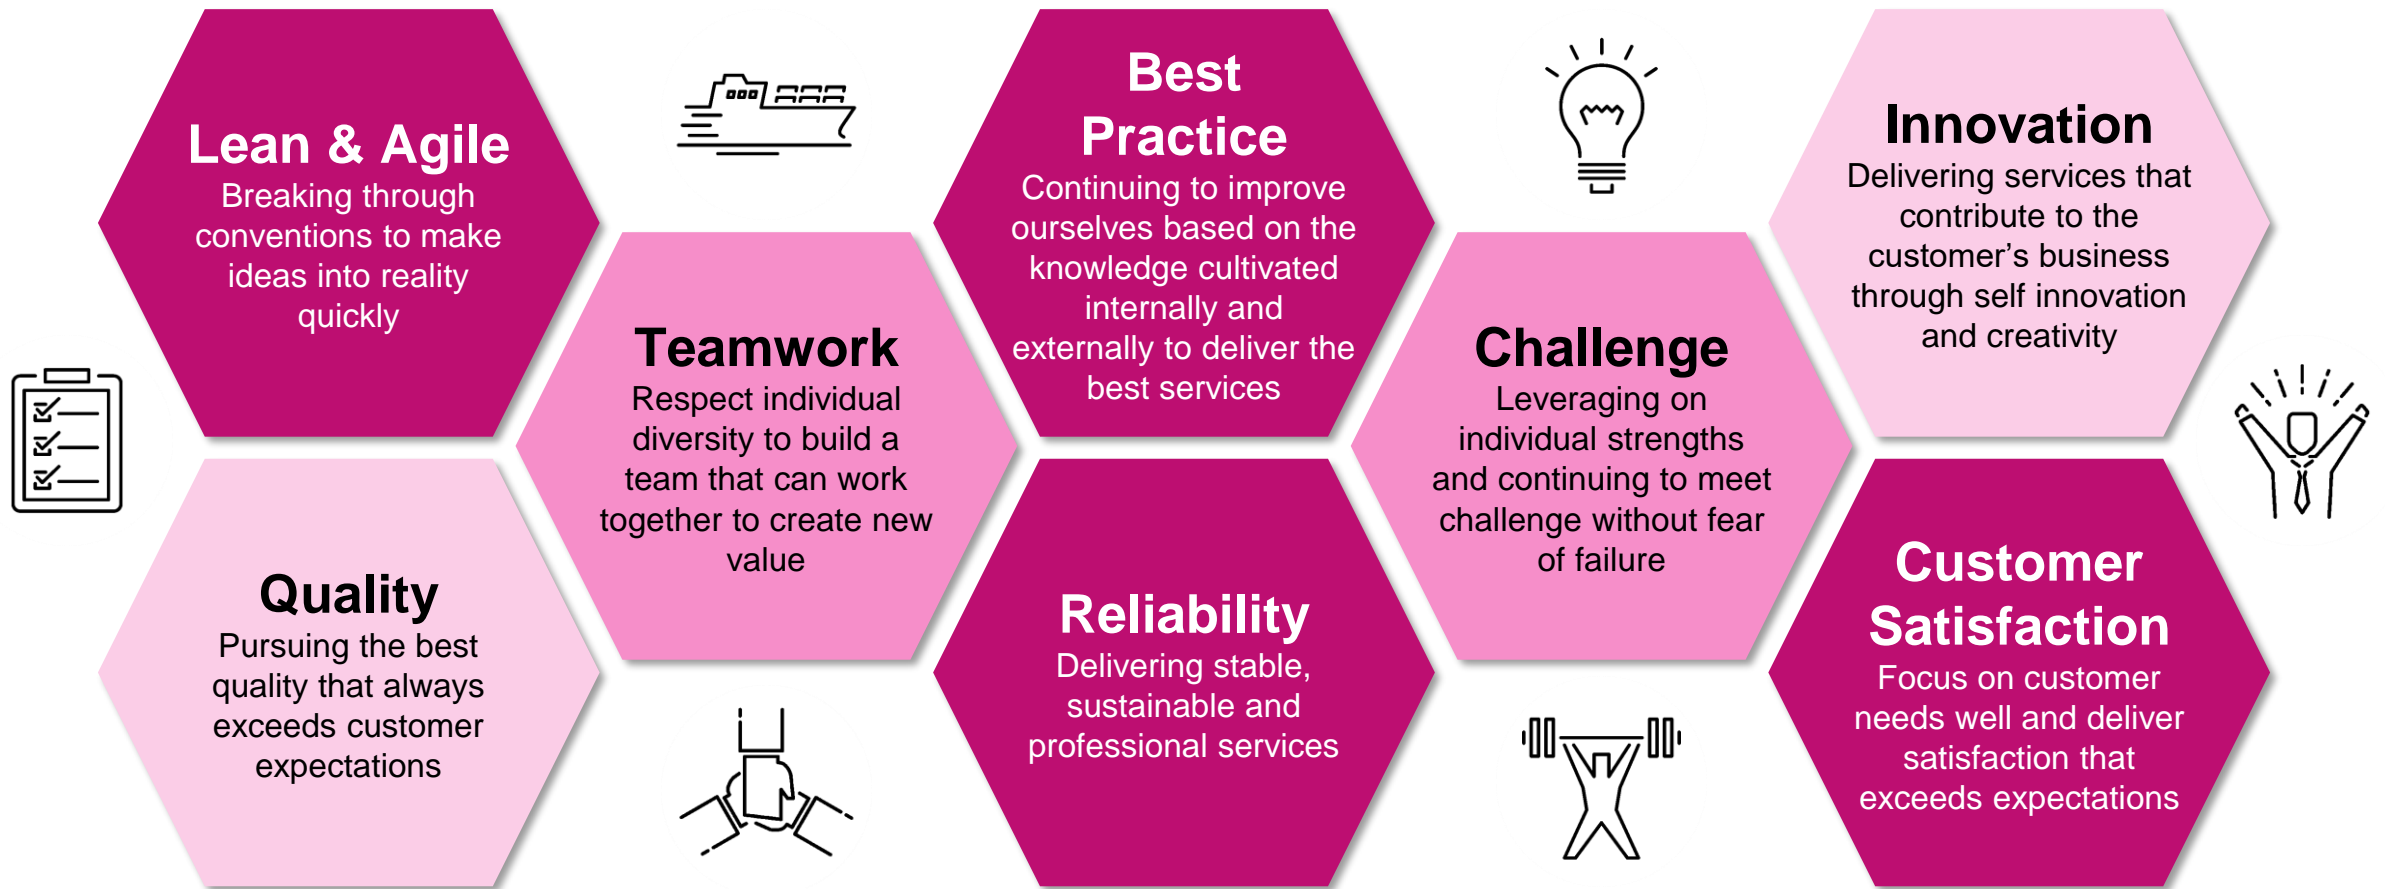 Lean & Agile
Breaking through
conventions to make
ideas into reality
quickly
Quality
Pursuing the best
quality that always
exceeds customer
expectations
Teamwork
Respect individual
diversity to build a
team that can work
together to create new
value
Best
Practice
Continuing to improve
ourselves based on the
knowledge cultivated
internally and
externally to deliver the
best services
Reliability
Delivering stable,
sustainable and
professional services
Challenge
Leveraging on
individual strengths
and continuing to meet
challenge without fear
of failure
Innovation
Delivering services that
contribute to the
customer’s business
through self innovation
and creativity
Customer
Satisfaction
Focus on customer
needs well and deliver
satisfaction that
exceeds expectations